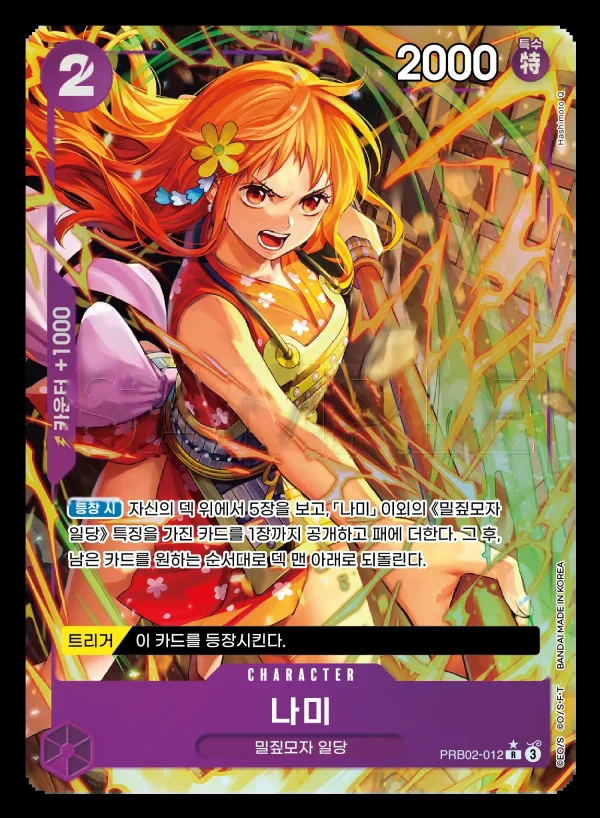 2
2000
특수
特
Hashimoto Q
카운터 +1000
SAMPLE
등장 시 자신의 덱 위에서 5장을 보고, 「나미」 이외의 《밀짚모자
일당》 특징을 가진 카드를 1장까지 공개하고 패에 더한다. 그 후,
남은 카드를 원하는 순서대로 덱 맨 아래로 되돌린다.
트리거 이 카드를 등장시킨다.
CHARACTER
나미
밀짚모자 일당
PRB02-012 R 3
©EO/S ©O/S·F·T BANDAI MADE IN KOREA